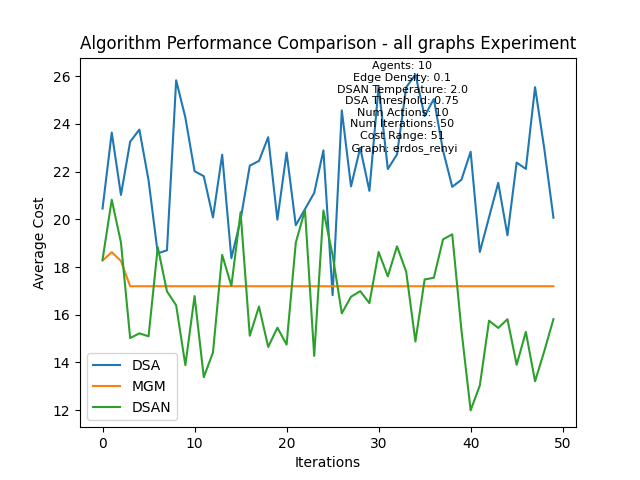 Algorithm Performance Comparison - all graphs Experiment
Agents: 10
Edge Density: 0.1
DSAN Temperature: 2.0
DSA Threshold: 0.75
Num Actions: 10
Num Iterations: 50
Cost Range: 51
Graph: erdos_renyi
26
24
22
20
18
16
14
12
Average Cost
DSA
MGM
DSAN
0
10
20
30
40
50
Iterations